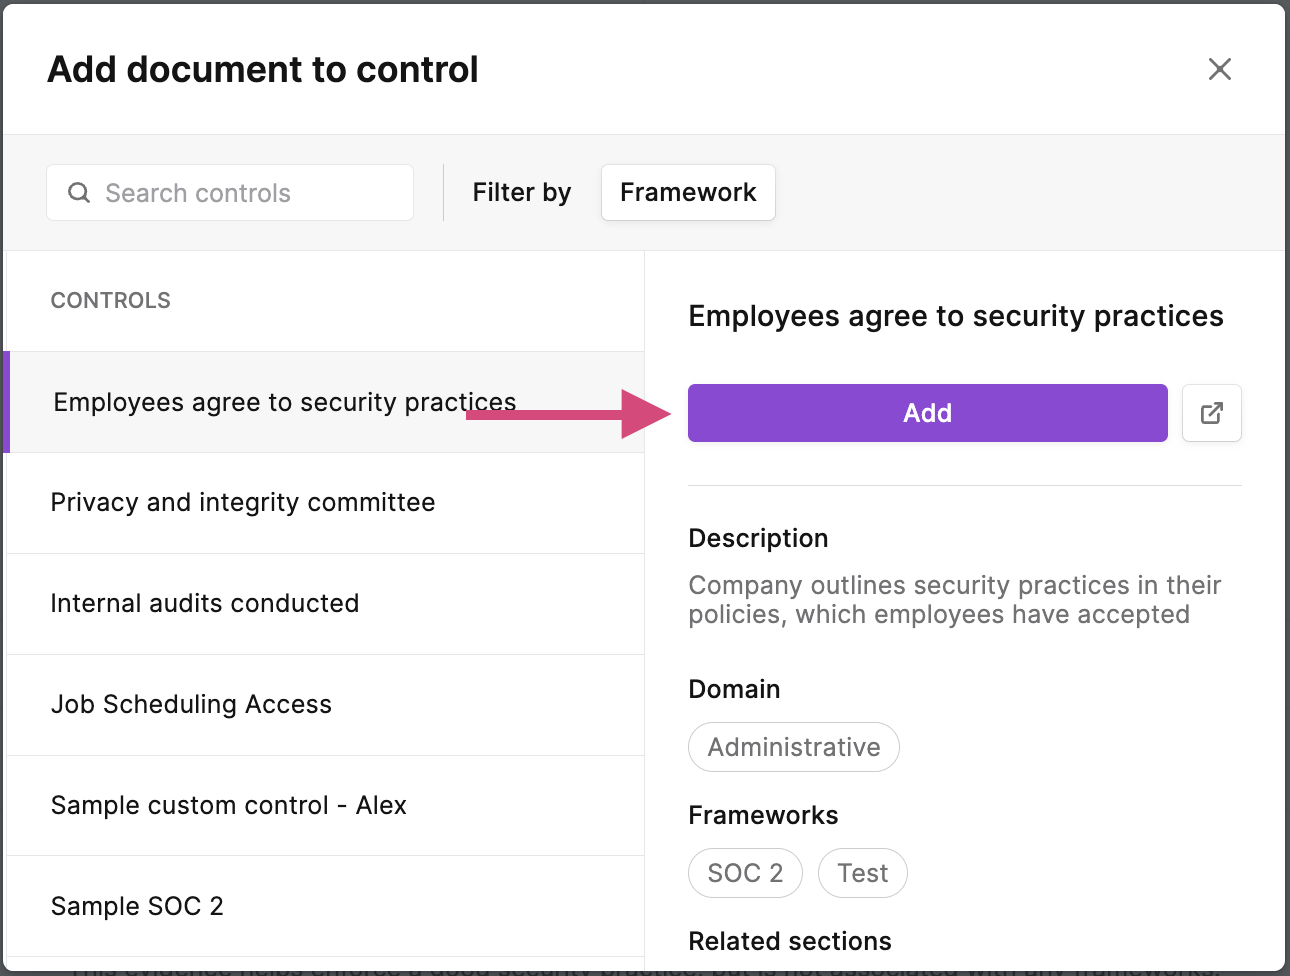 Add document to control
Search controls
Filter by
Framework
CONTROLS
Employees agree to security practices
Privacy and integrity committee
Internal audits conducted
Job Scheduling Access
Sample custom control - Alex
Sample SOC 2
Employees agree to security practices
Add
Description
Company outlines security practices in their
policies, which employees have accepted
Domain
Administrative
Frameworks
SOC 2
Test
Related sections